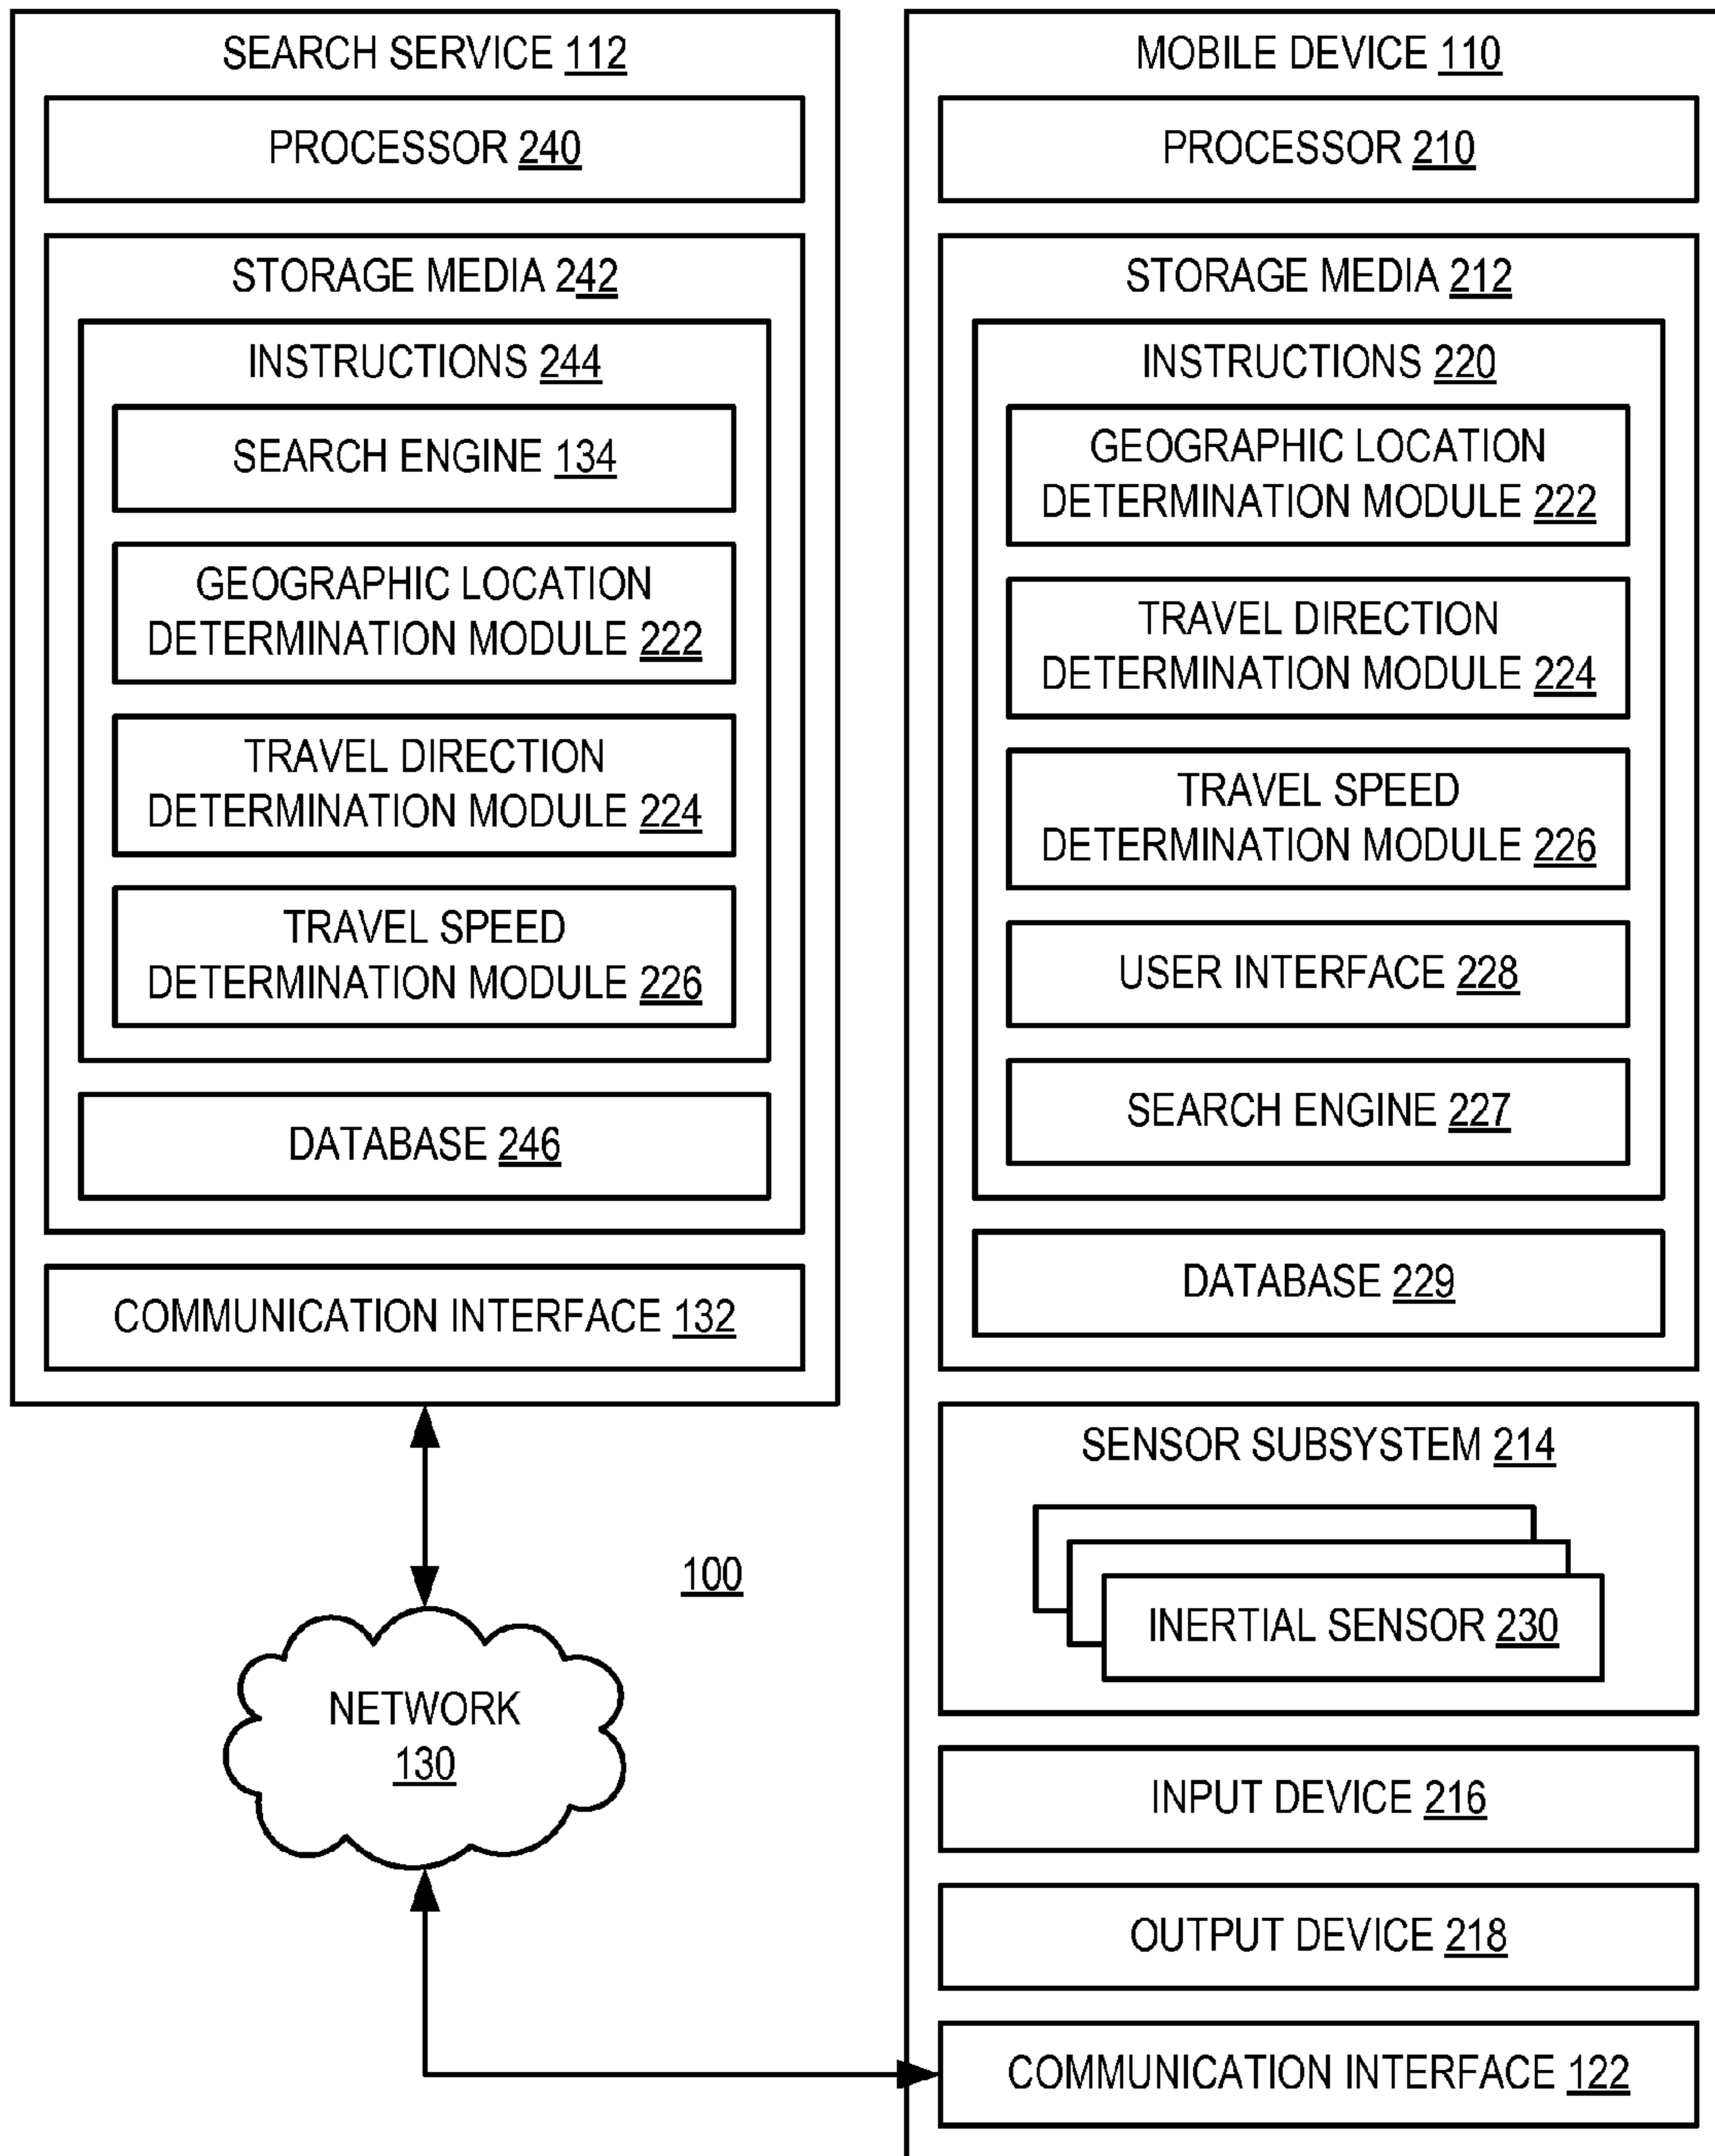 SEARCH SERVICE 112
PROCESSOR 240
STORAGE MEDIA 242
INSTRUCTIONS 244
SEARCH ENGINE 134
GEOGRAPHIC LOCATION
DETERMINATION MODULE 222
TRAVEL DIRECTION
DETERMINATION MODULE 224
TRAVEL SPEED
DETERMINATION MODULE 226
DATABASE 246
COMMUNICATION INTERFACE 132
100
NETWORK
130
MOBILE DEVICE 110
PROCESSOR 210
STORAGE MEDIA 212
INSTRUCTIONS 220
GEOGRAPHIC LOCATION
DETERMINATION MODULE 222
TRAVEL DIRECTION
DETERMINATION MODULE 224
TRAVEL SPEED
DETERMINATION MODULE 226
USER INTERFACE 228
SEARCH ENGINE 227
DATABASE 229
SENSOR SUBSYSTEM 214
INERTIAL SENSOR 230
INPUT DEVICE 216
OUTPUT DEVICE 218
COMMUNICATION INTERFACE 122